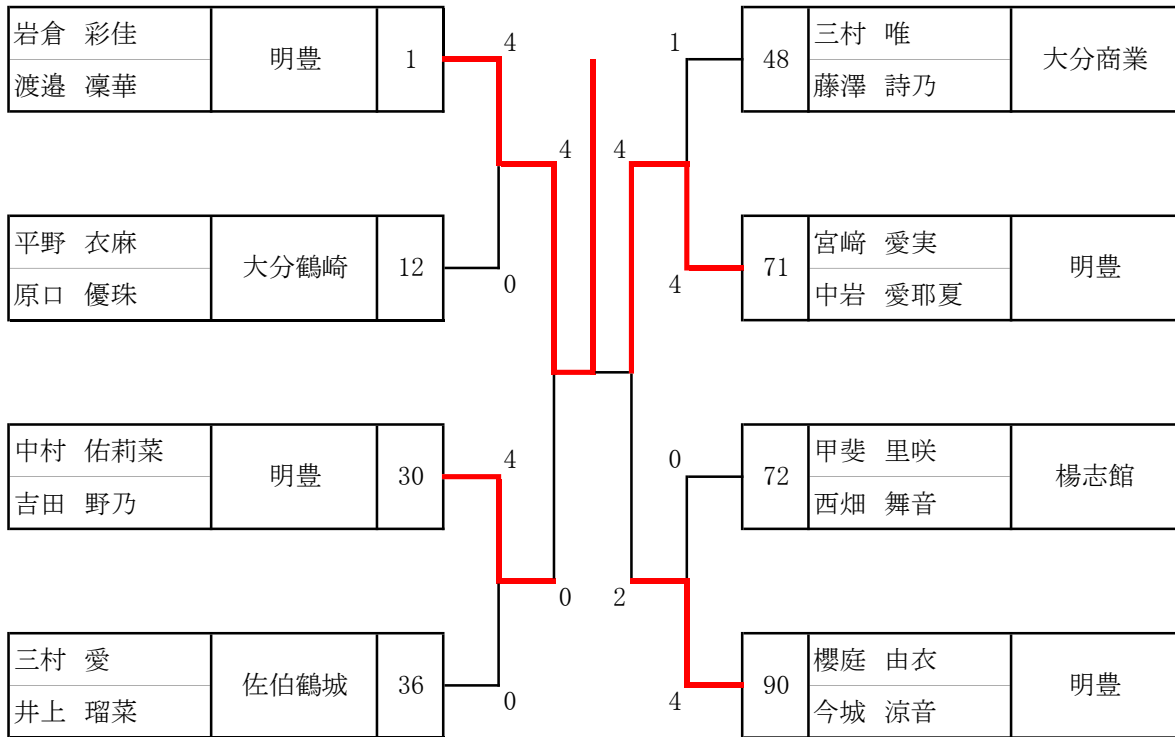 岩倉 彩佳
渡邉 凜華
明豊
1
4
平野 衣麻
原口 優珠
大分鶴崎
12
0
4
中村 佑莉菜
吉田 野乃
明豊
30
4
三村 愛
井上 瑠菜
佐伯鶴城
36
0
0
1
48
三村 唯
藤澤 詩乃
大分商業
4
4
71
宮﨑 愛実
中岩 愛耶夏
明豊
0
72
甲斐 里咲
西畑 舞音
楊志館
2
4
90
櫻庭 由衣
今城 涼音
明豊